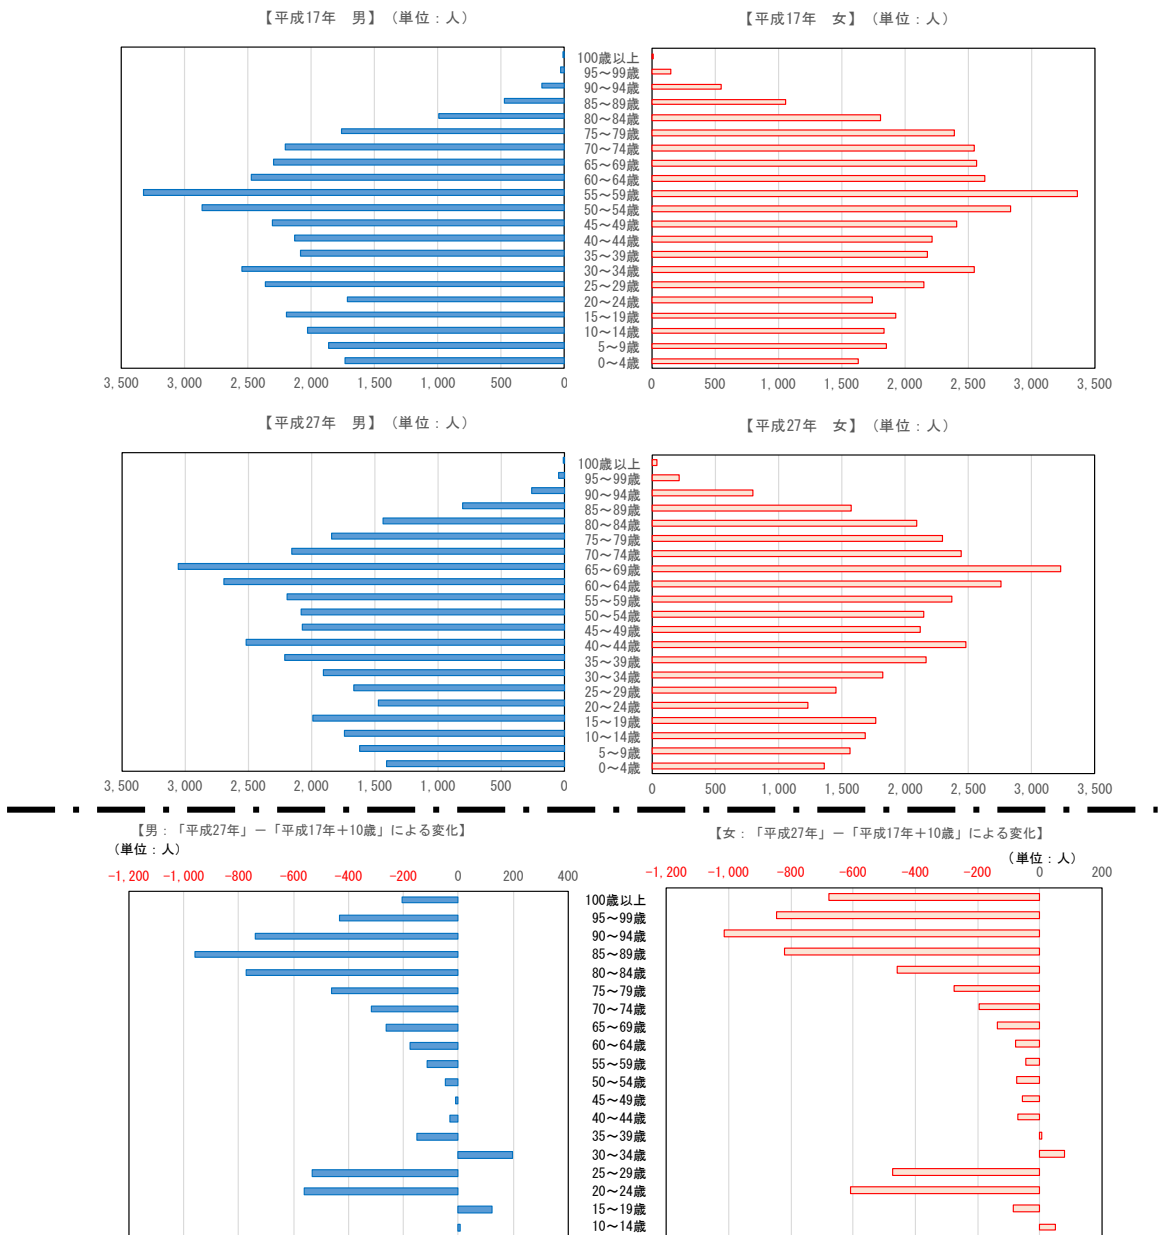 【平成17年　男】（単位：人）
【平成17年　女】（単位：人）
100歳以上
95～99歳
90～94歳
85～89歳
80～84歳
75～79歳
70～74歳
65～69歳
60～64歳
55～59歳
50～54歳
45～49歳
40～44歳
35～39歳
30～34歳
25～29歳
20～24歳
15～19歳
10～14歳
5～9歳
0～4歳
3,500 3,000 2,500 2,000 1,500 1,000 500 0
0 500 1,000 1,500 2,000 2,500 3,000 3,500
【平成27年　男】（単位：人）
【平成27年　女】（単位：人）
100歳以上
95～99歳
90～94歳
85～89歳
80～84歳
75～79歳
70～74歳
65～69歳
60～64歳
55～59歳
50～54歳
45～49歳
40～44歳
35～39歳
30～34歳
25～29歳
20～24歳
15～19歳
10～14歳
5～9歳
0～4歳
3,500 3,000 2,500 2,000 1,500 1,000 500 0
0 500 1,000 1,500 2,000 2,500 3,000 3,500
【男：「平成27年」－「平成17年＋10歳」による変化】
（単位：人）
-1,200 -1,000 -800 -600 -400 -200 0 200 400
【女：「平成27年」－「平成17年＋10歳」による変化】
（単位：人）
-1,200 -1,000 -800 -600 -400 -200 0 200
100歳以上
95～99歳
90～94歳
85～89歳
80～84歳
75～79歳
70～74歳
65～69歳
60～64歳
55～59歳
50～54歳
45～49歳
40～44歳
35～39歳
30～34歳
25～29歳
20～24歳
15～19歳
10～14歳